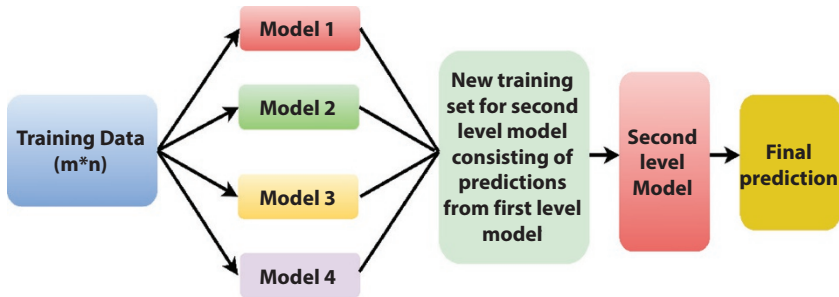 Training Data
(m*n)
Model 1
Model 2
Model 3
Model 4
New training
set for second
level model
consisting of
predictions
from first level
model
Second
level
Model
Final
prediction